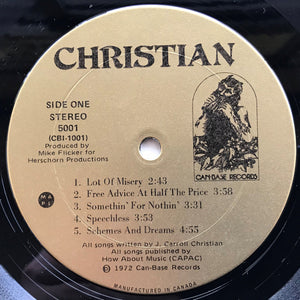 CHRISTIAN
SIDE ONE
STEREO
5001
(CBI-1001)
Produced by
Mike Flicker for
Herschorn Productions
CAN-BASE RECORDS
1. Lot Of Misery 2:43
2. Free Advice At Half The Price 3:58
3. Somethin' For Nothin' 3:31
4. Speechless 3:53
5. Schemes And Dreams 4:55
All songs written by J. Carroll Christian
All songs published by
How About Music (CAPAC)
℗ 1972 Can-Base Records
MANUFACTURED IN CANADA